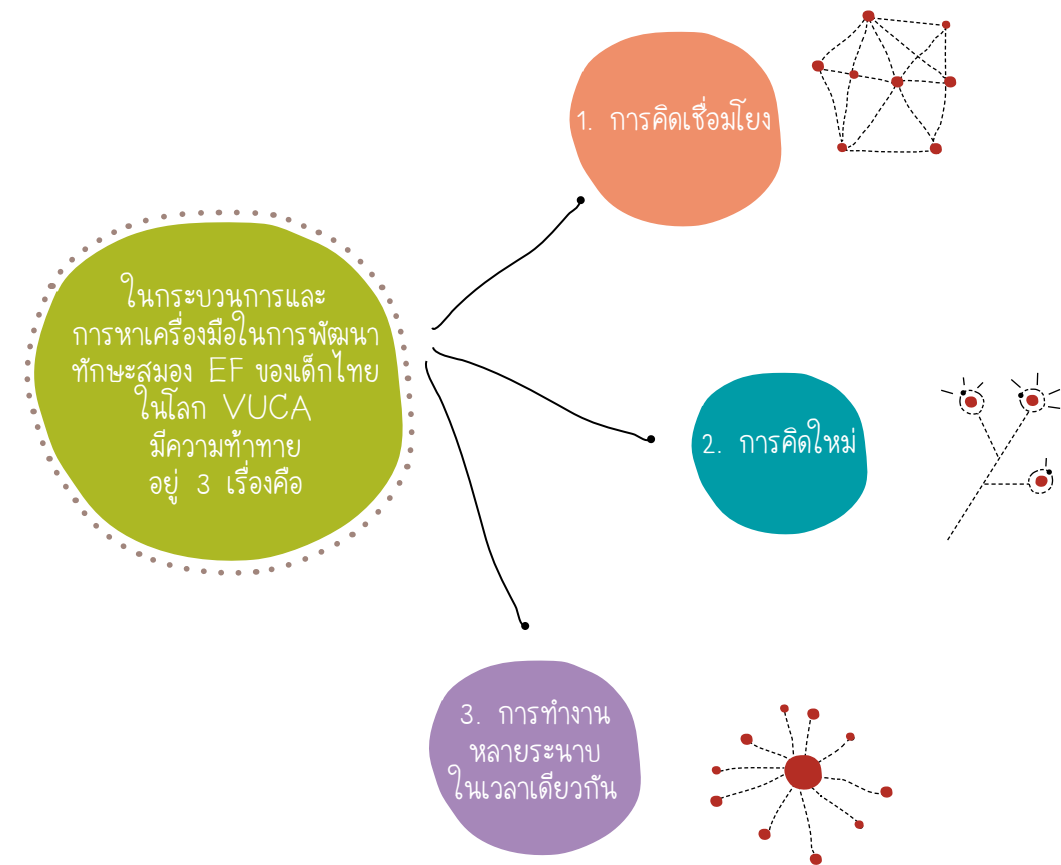 ในกระบวนการและ
การหาเครื่องมือในการพัฒนา
ทักษะสมอง EF ของเด็กไทย
ในโลก VUCA
มีความท้าทาย
อยู่ 3 เรื่องคือ
1. การคิดเชื่อมโยง
2. การคิดใหม่
3. การทำงาน
หลายระนาบ
ในเวลาเดียวกัน